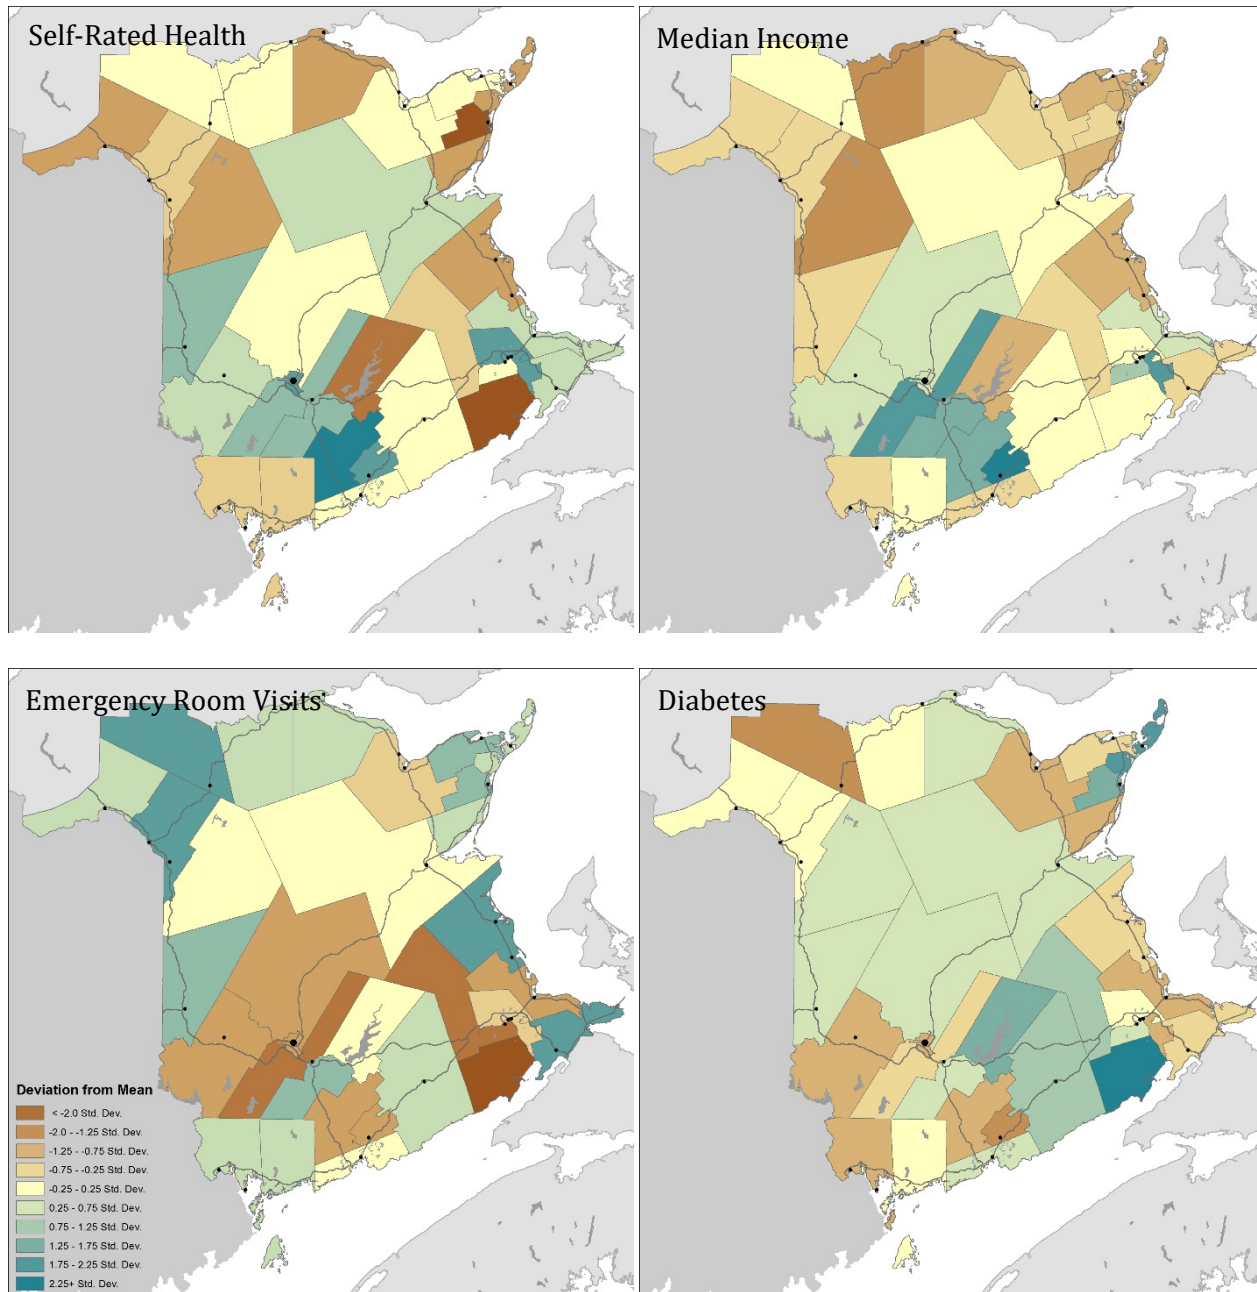 Self-Rated Health
Median Income
Emergency Room Visits
Diabetes
Deviation from Mean
< -2.0 Std. Dev.
-2.0 - -1.25 Std. Dev.
-1.25 - -0.75 Std. Dev.
-0.75 - -0.25 Std. Dev.
-0.25 - 0.25 Std. Dev.
0.25 - 0.75 Std. Dev.
0.75 - 1.25 Std. Dev.
1.25 - 1.75 Std. Dev.
1.75 - 2.25 Std. Dev.
2.25+ Std. Dev.